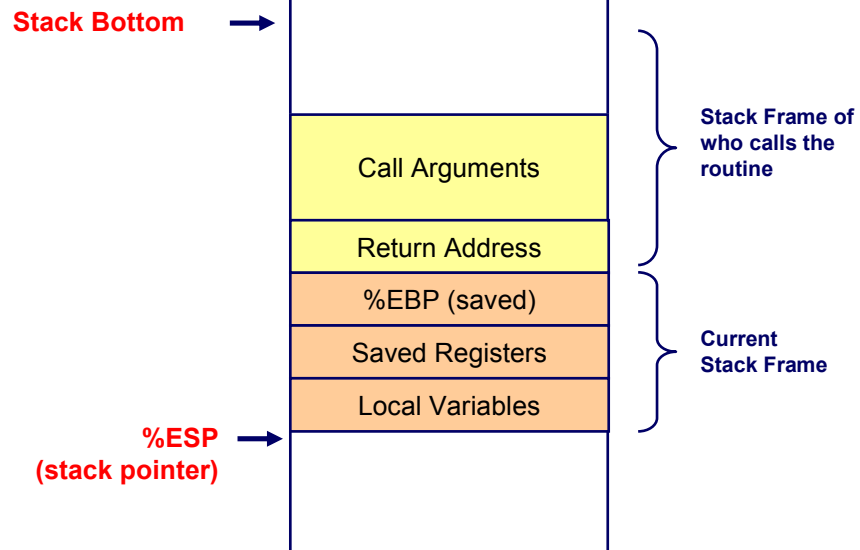 Stack Bottom
Stack Frame of
who calls the
routine
Call Arguments
Return Address
%EBP (saved)
Saved Registers
Current
Stack Frame
Local Variables
%ESP
(stack pointer)